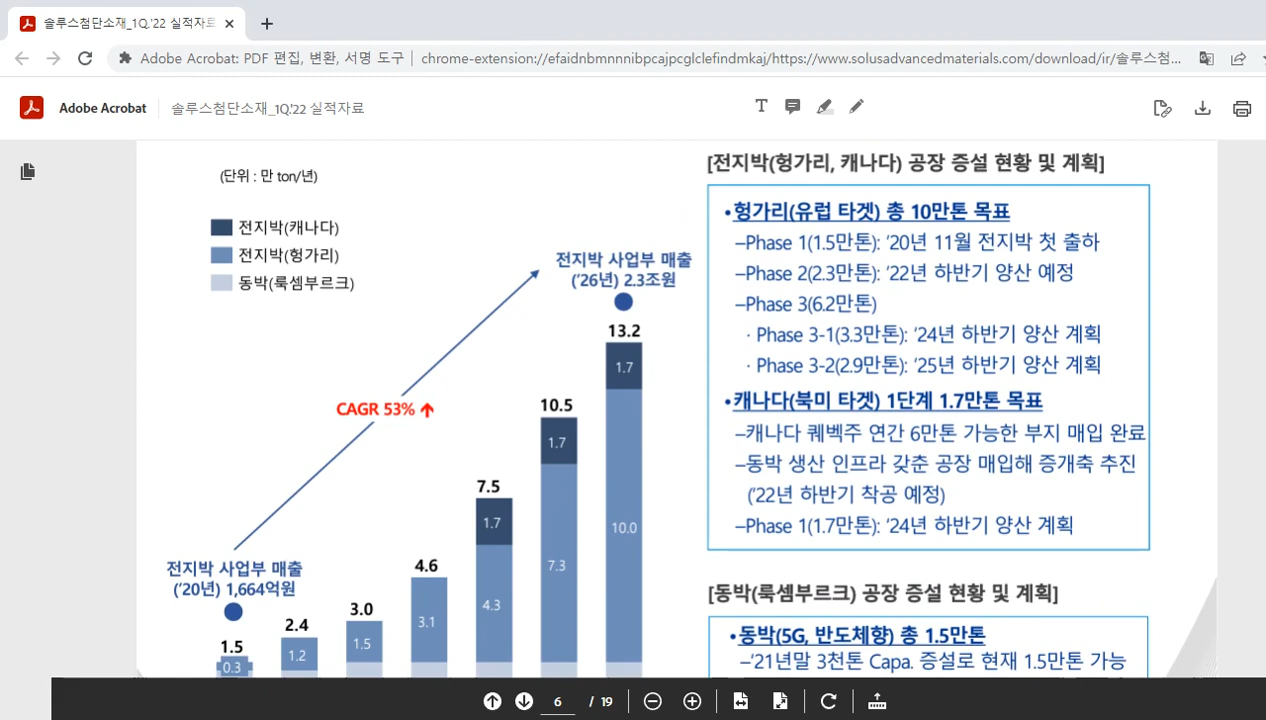 솔루스첨단소재_1Q.'22 실적자료
Adobe Acrobat: PDF 편집, 변환, 서명 도구
chrome-extension://efaidnbmnnnibpcajpcglclefindmkaj/https://www.solusadvancedmaterials.com/download/ir/솔루스첨...
Adobe Acrobat
솔루스첨단소재_1Q.'22 실적자료
(단위 : 만 ton/년)
전지박(캐나다)
전지박(헝가리)
동박(룩셈부르크)
전지박 사업부 매출
('26년) 2.3조원
13.2
1.7
10.0
10.5
1.7
7.3
CAGR 53%
7.5
1.7
4.3
4.6
3.1
3.0
1.5
2.4
1.2
전지박 사업부 매출
('20년) 1,664억원
1.5
0.3
[전지박(헝가리, 캐나다) 공장 증설 현황 및 계획]
•헝가리(유럽 타겟) 총 10만톤 목표
–Phase 1(1.5만톤): '20년 11월 전지박 첫 출하
–Phase 2(2.3만톤): '22년 하반기 양산 예정
–Phase 3(6.2만톤)
· Phase 3-1(3.3만톤): '24년 하반기 양산 계획
· Phase 3-2(2.9만톤): '25년 하반기 양산 계획
•캐나다(북미 타겟) 1단계 1.7만톤 목표
–캐나다 퀘벡주 연간 6만톤 가능한 부지 매입 완료
–동박 생산 인프라 갖춘 공장 매입해 증개축 추진
('22년 하반기 착공 예정)
–Phase 1(1.7만톤): '24년 하반기 양산 계획
[동박(룩셈부르크) 공장 증설 현황 및 계획]
•동박(5G, 반도체향) 총 1.5만톤
–'21년말 3천톤 Capa. 증설로 현재 1.5만톤 가능
6 / 19